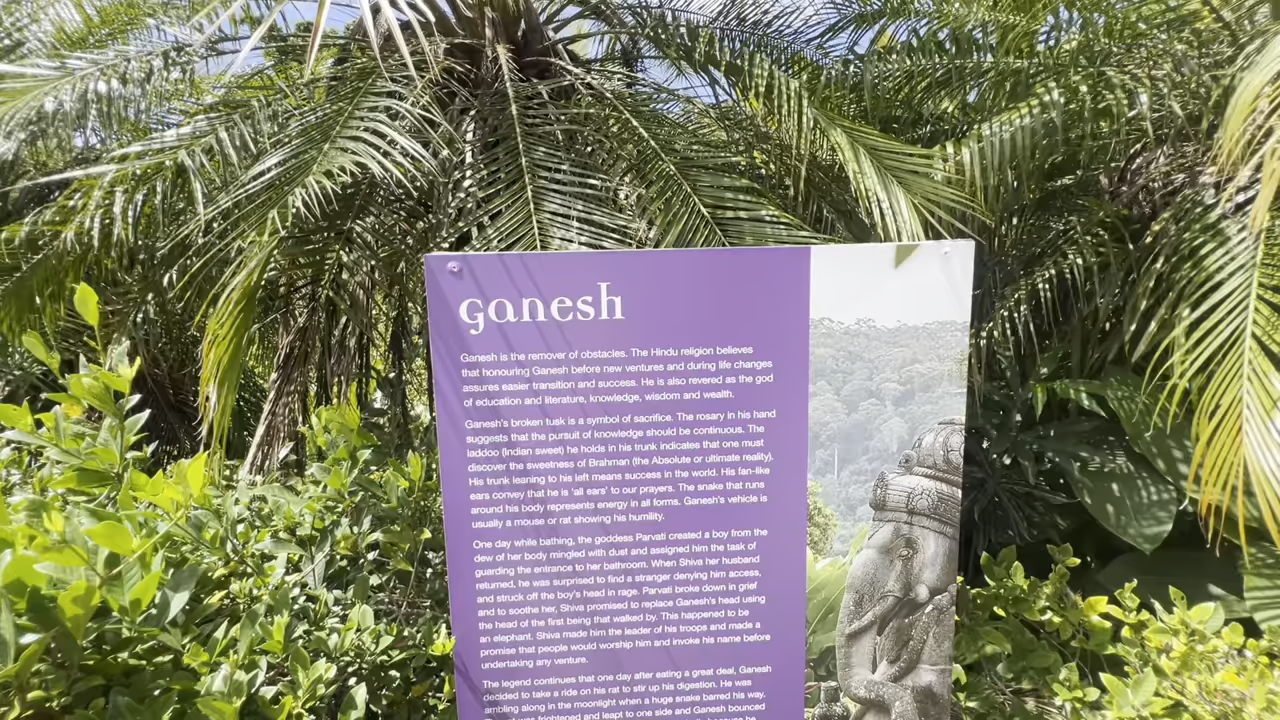 ganesh
Ganesh is the remover of obstacles. The Hindu religion believes
that honouring Ganesh before new ventures and during life changes
assures easier transition and success. He is also revered as the god
of education and literature, knowledge, wisdom and wealth.
Ganesh's broken tusk is a symbol of sacrifice. The rosary in his hand
suggests that the pursuit of knowledge should be continuous. The
laddoo (Indian sweet) he holds in his trunk indicates that one must
discover the sweetness of Brahman (the Absolute or ultimate reality).
His trunk leaning to his left means success in the world. His fan-like
ears convey that he is 'all ears' to our prayers. The snake that runs
around his body represents energy in all forms. Ganesh's vehicle is
usually a mouse or rat showing his humility.
One day while bathing, the goddess Parvati created a boy from the
dew of her body mingled with dust and assigned him the task of
guarding the entrance to her bathroom. When Shiva her husband
returned, he was surprised to find a stranger denying him access,
and struck off the boy's head in rage. Parvati broke down in grief
and to soothe her, Shiva promised to replace Ganesh's head using
the head of the first being that walked by. This happened to be
an elephant. Shiva made him the leader of his troops and made a
promise that people would worship him and invoke his name before
undertaking any venture.
The legend continues that one day after eating a great deal, Ganesh
decided to take a ride on his rat to stir up his digestion. He was
ambling along in the moonlight when a huge snake barred his way.
was frightened and leapt to one side and Ganesh bounced
because he